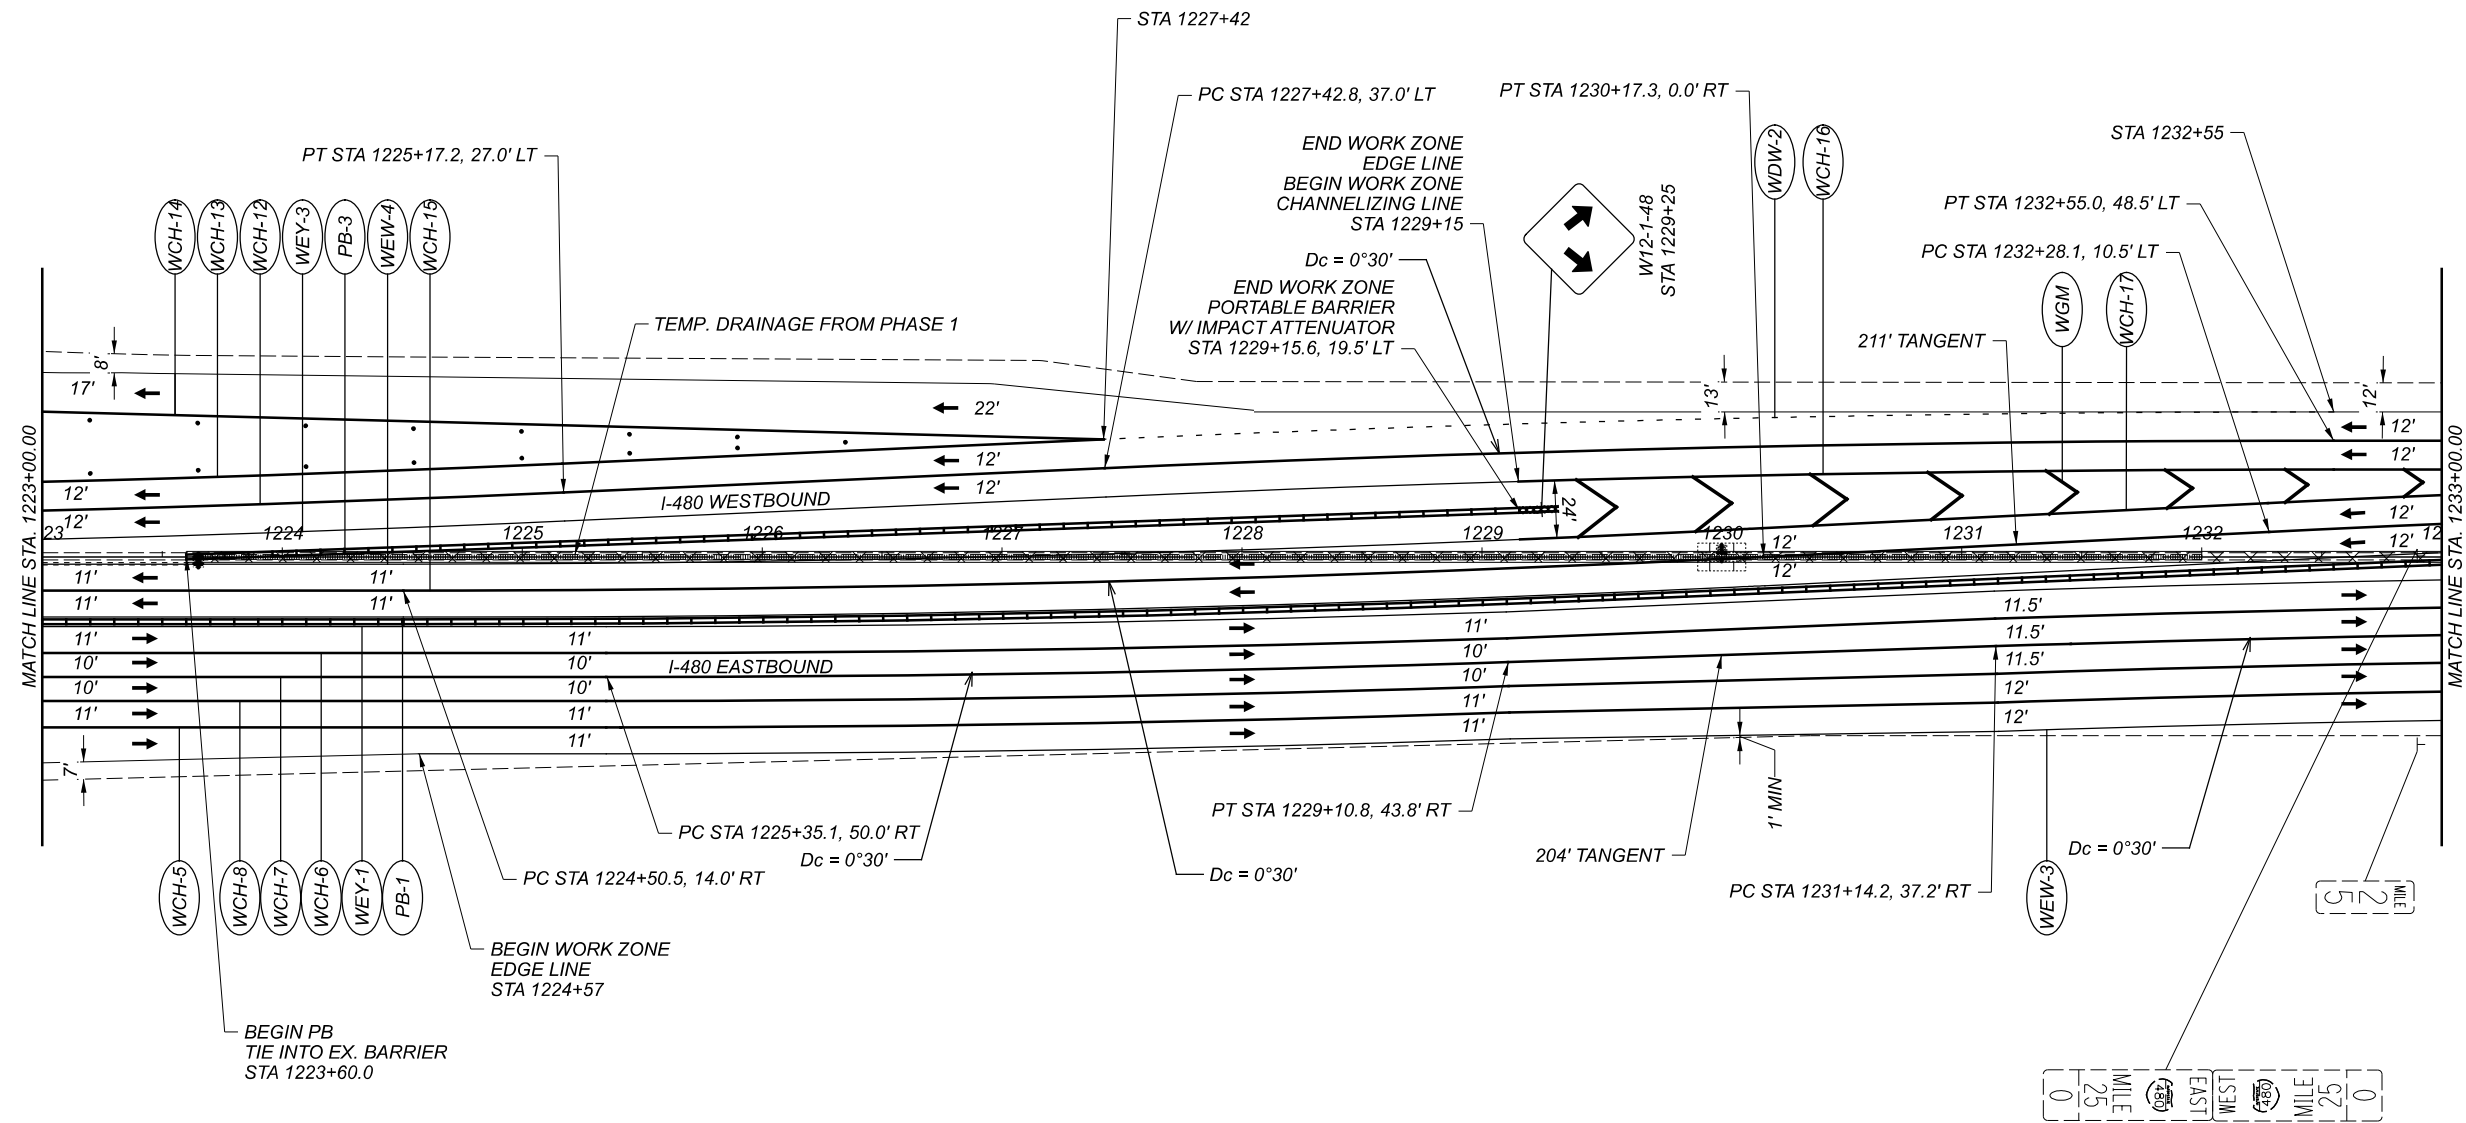 STA 1227+42
PC STA 1227+42.8, 37.0' LT
PT STA 1230+17.3, 0.0' RT
STA 1232+55
PT STA 1225+17.2, 27.0' LT
END WORK ZONE
EDGE LINE
BEGIN WORK ZONE
CHANNELIZING LINE
STA 1229+15
Dc = 0°30'
END WORK ZONE
PORTABLE BARRIER
W/ IMPACT ATTENUATOR
STA 1229+15.6, 19.5' LT
W12-1-48
STA 1229+25
WDW-2
WCH-16
PT STA 1232+55.0, 48.5' LT
PC STA 1232+28.1, 10.5' LT
WGM
WCH-17
211' TANGENT
WCH-14
WCH-13
WCH-12
WEY-3
PB-3
WEW-4
WCH-15
TEMP. DRAINAGE FROM PHASE 1
8'
17'
22'
13'
12'
12'
12'
12'
12'
12'
12'
24'
I-480 WESTBOUND
12'
12'
23
1224
1225
1226
1227
1228
1229
1230
1231
1232
12
12'
12'
MATCH LINE STA. 1223+00.00
MATCH LINE STA. 1233+00.00
11'
11'
11'
11'
11'
11'
11'
11.5'
10'
10'
I-480 EASTBOUND
10'
11.5'
10'
10'
10'
11.5'
11'
11'
11'
12'
11'
11'
12'
7'
1' MIN
PT STA 1229+10.8, 43.8' RT
PC STA 1225+35.1, 50.0' RT
Dc = 0°30'
204' TANGENT
Dc = 0°30'
PC STA 1224+50.5, 14.0' RT
Dc = 0°30'
PC STA 1231+14.2, 37.2' RT
WCH-5
WCH-8
WCH-7
WCH-6
WEY-1
PB-1
WEW-3
MILE
25
BEGIN WORK ZONE
EDGE LINE
STA 1224+57
BEGIN PB
TIE INTO EX. BARRIER
STA 1223+60.0
EAST
480
MILE
25
0
WEST
480
MILE
25
0